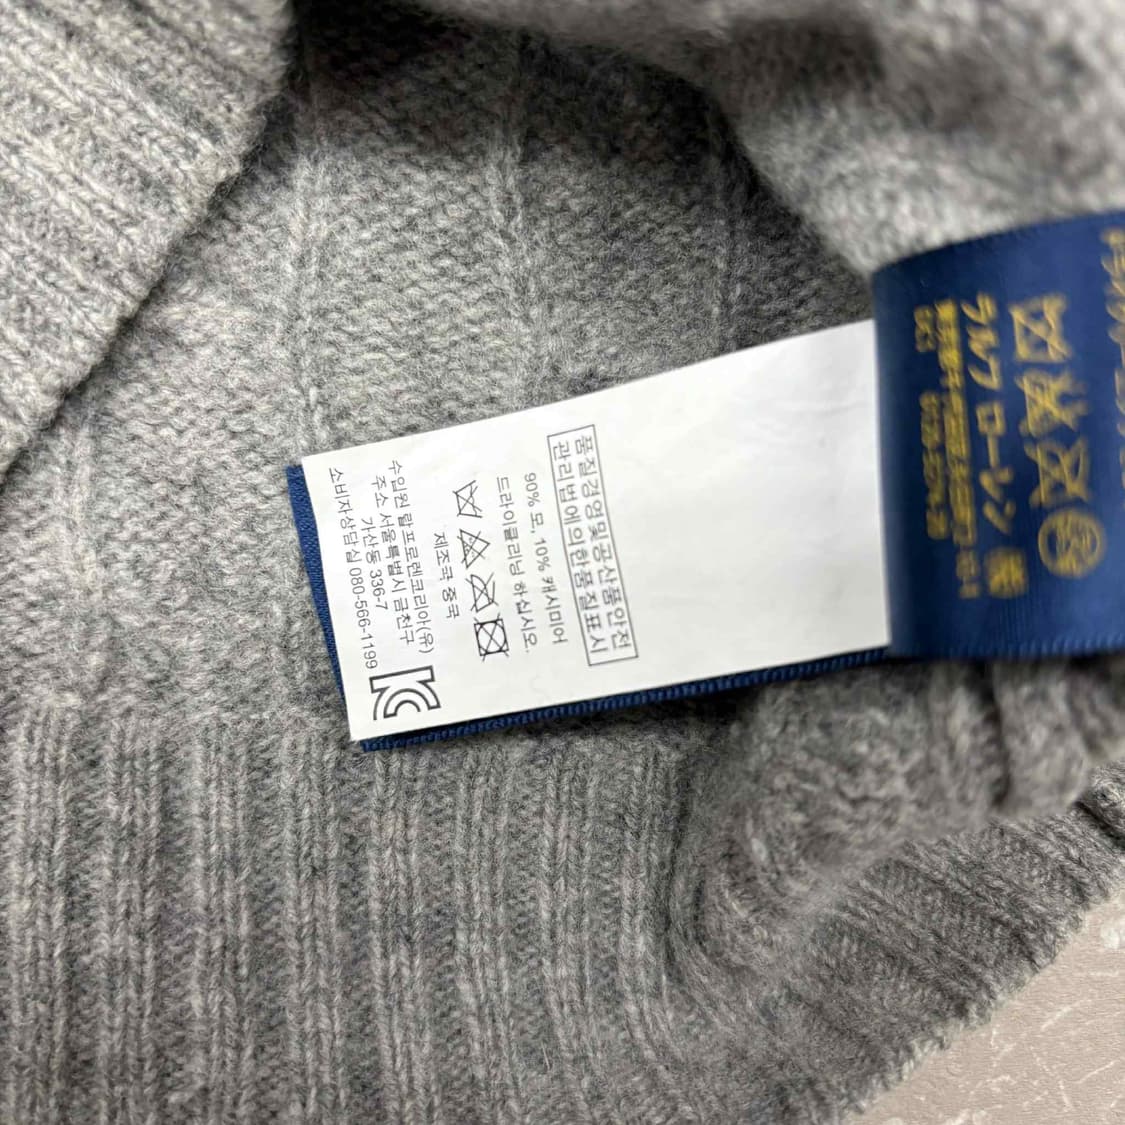 품질경영및공산품안전
관리법에의한품질표시
90% 모, 10% 캐시미어
드라이클리닝 하십시오.
제조국 중국
수입원 랄프로렌코리아(유)
주소 서울특별시 금천구
가산동 336-7
소비자상담실 080-566-1199
ラルフ ローレン